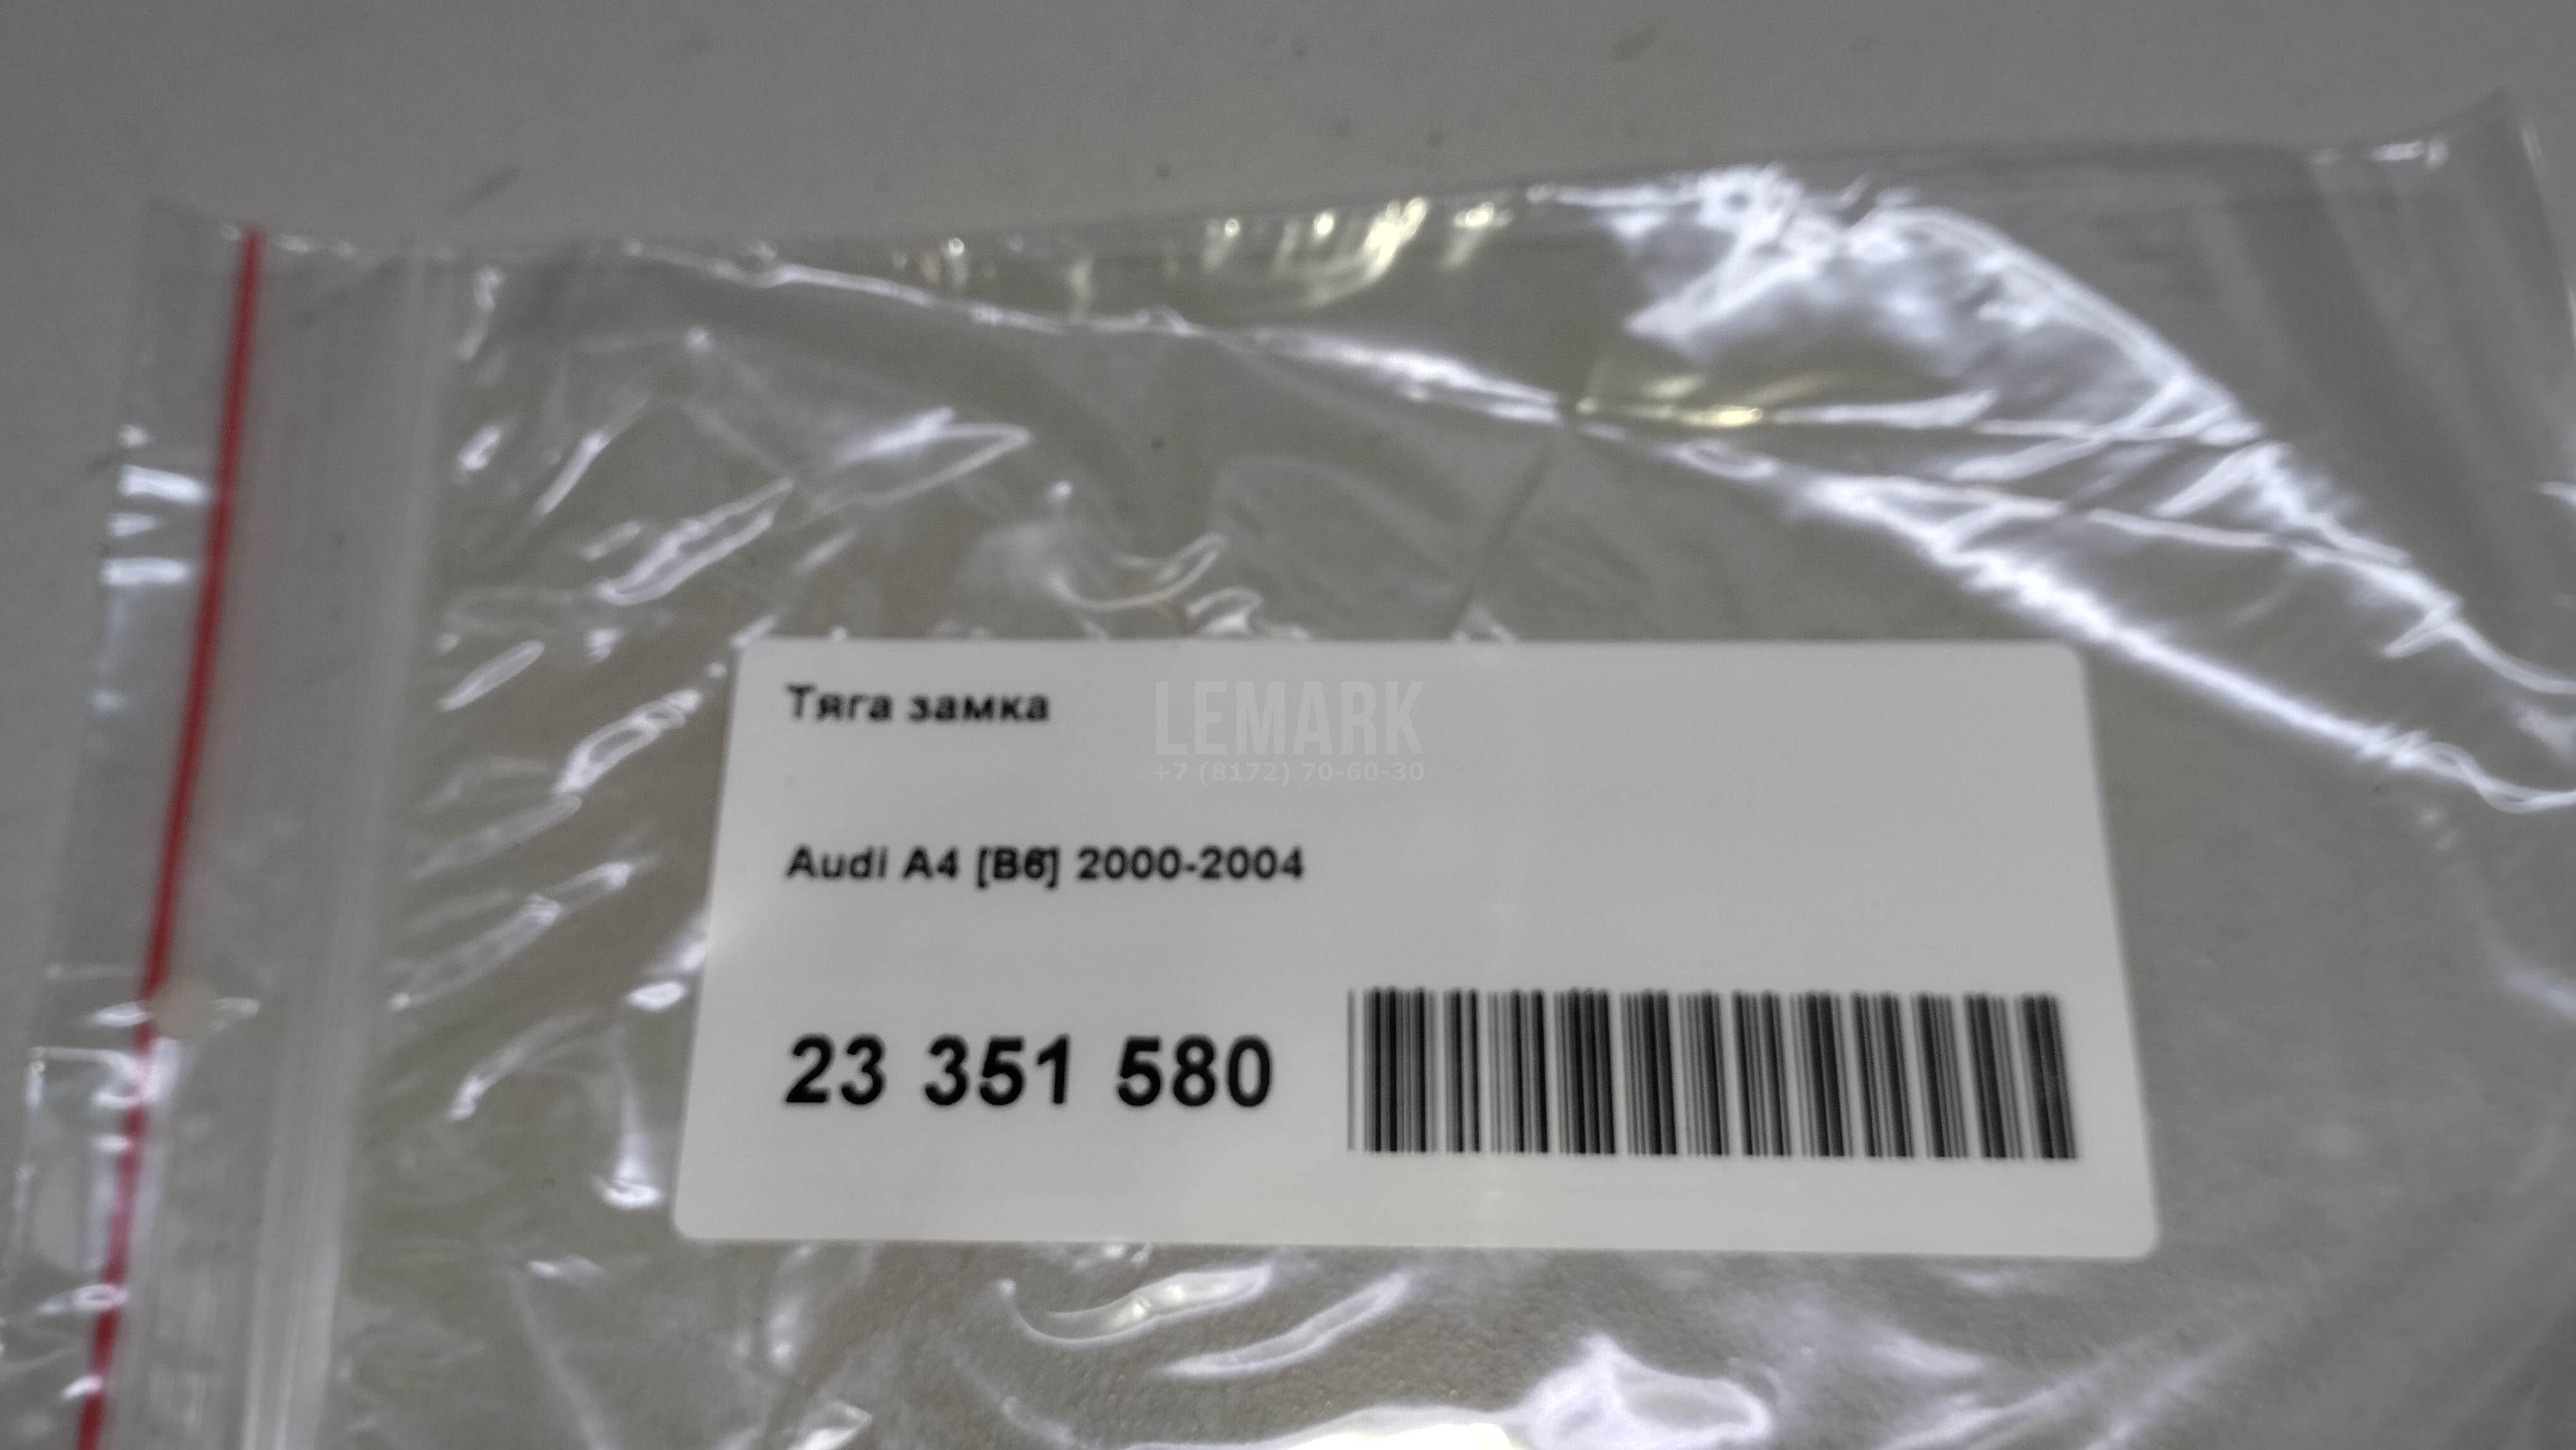 Тяга замка
LEMARK
+7 (8172) 70-60-30
Audi A4 [B6] 2000-2004
23 351 580